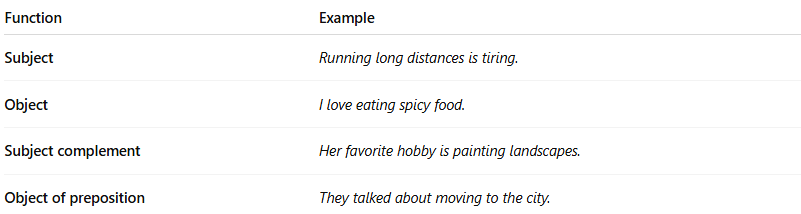 Function Example
Subject Running long distances is tiring.
Object I love eating spicy food.
Subject complement Her favorite hobby is painting landscapes.
Object of preposition They talked about moving to the city.